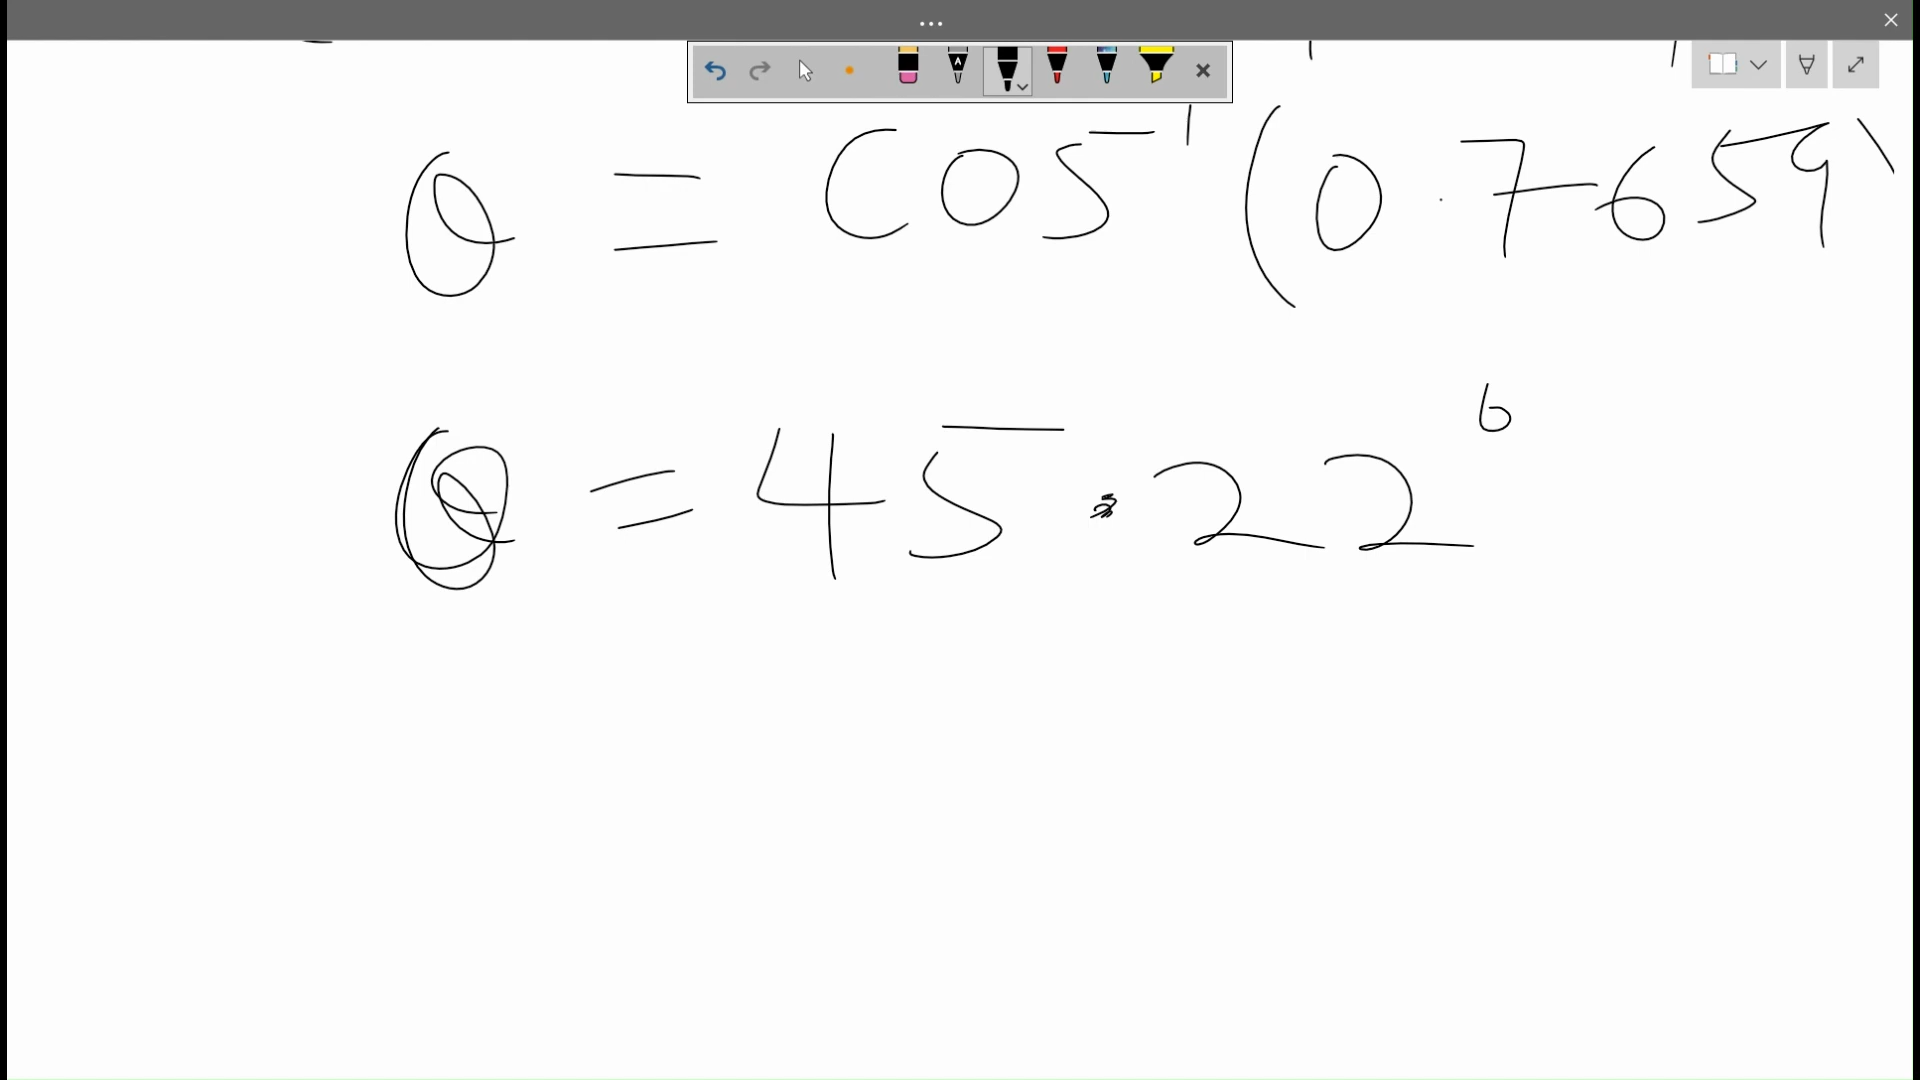 θ = cos⁻¹(0.7659)
θ = 45.22°